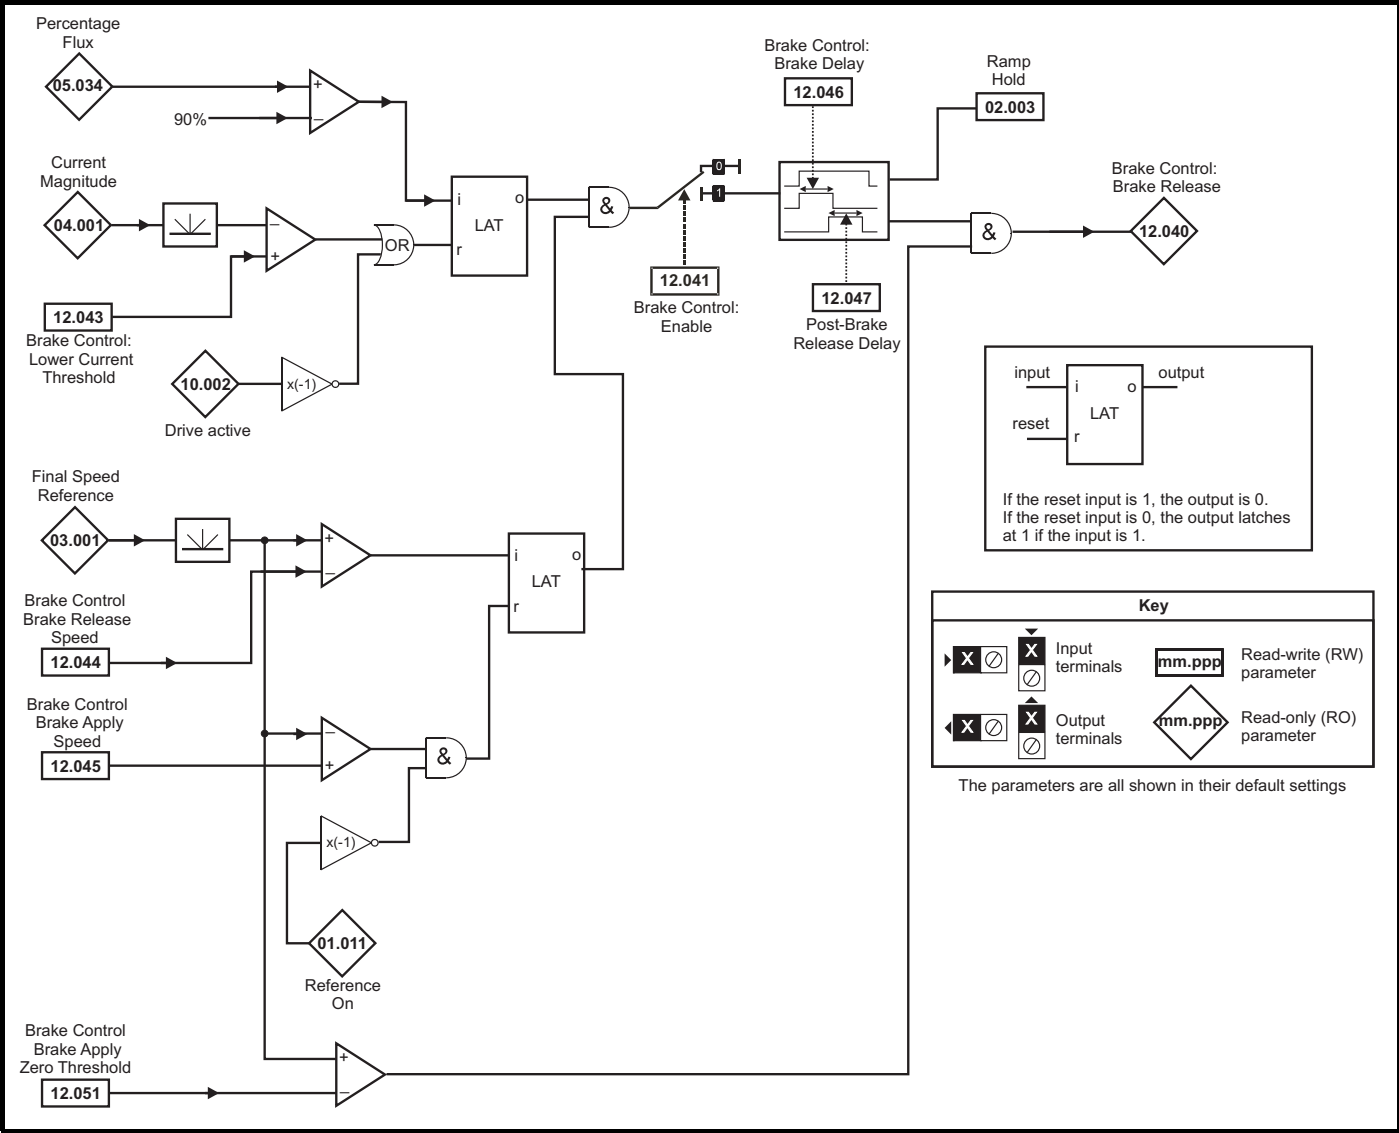 Percentage
Flux
05.034
+
90%
–
Current
Magnitude
04.001
–
+
OR
12.043
Brake Control:
Lower Current
Threshold
10.002
x(-1)
Drive active
i
o
LAT
r
&
0
1
12.041
Brake Control:
Enable
Brake Control:
Brake Delay
12.046
12.047
Post-Brake
Release Delay
Ramp
Hold
02.003
&
Brake Control:
Brake Release
12.040
input
i
o
output
LAT
reset
r
If the reset input is 1, the output is 0.
If the reset input is 0, the output latches
at 1 if the input is 1.
Final Speed
Reference
03.001
+
–
Brake Control
Brake Release
Speed
12.044
i
o
LAT
r
Brake Control
Brake Apply
Speed
12.045
–
+
&
x(-1)
01.011
Reference
On
Brake Control
Brake Apply
Zero Threshold
12.051
+
–
Key
X
X
Input
terminals
mm.ppp
Read-write (RW)
parameter
X
X
Output
terminals
mm.ppp
Read-only (RO)
parameter
The parameters are all shown in their default settings